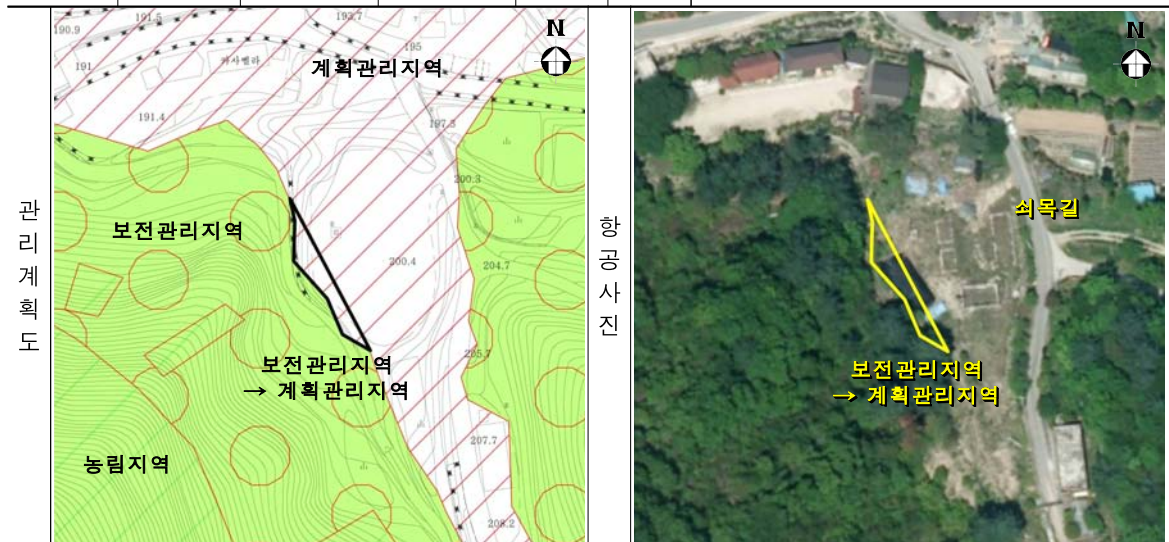 관리계획도
190.9
191.5
193.7
N
195
191
가사벨라
계획관리지역
191.4
197.3
200.3
보전관리지역
200.4
204.7
205.7
보전관리지역
→ 계획관리지역
207.7
농림지역
208.2
항공사진
N
쇠목길
보전관리지역
→ 계획관리지역